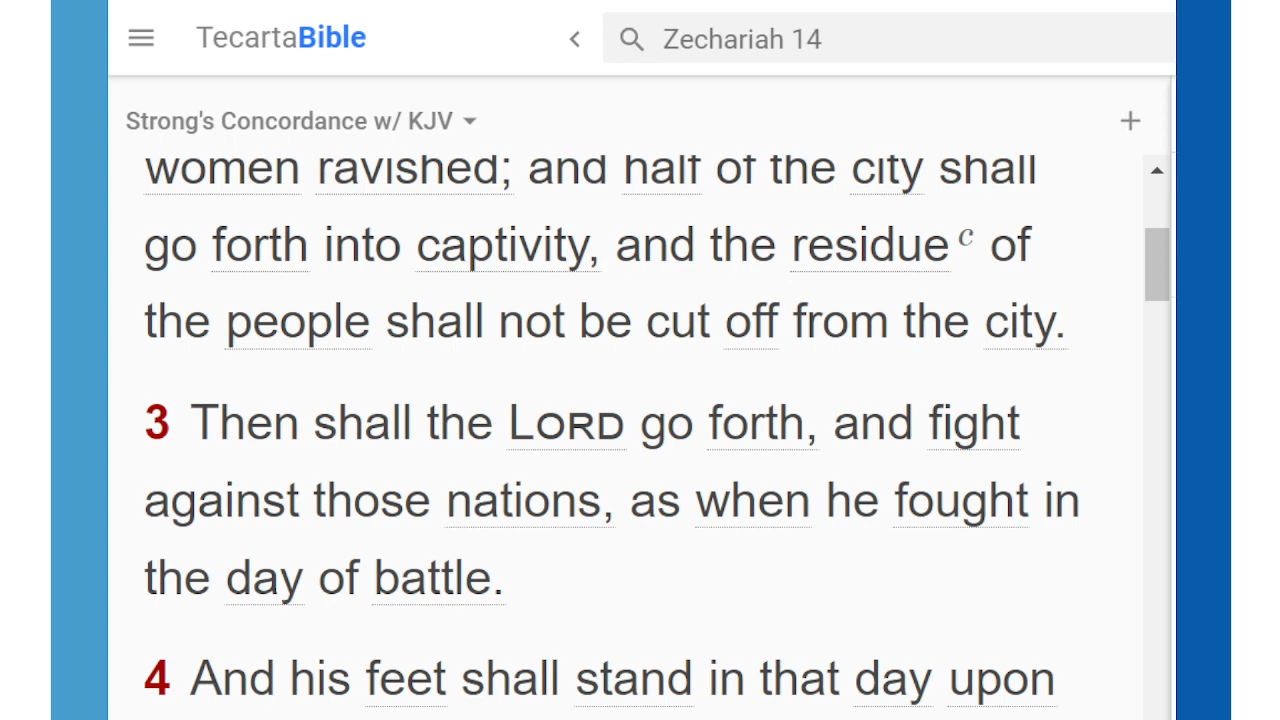 TecartaBible
Zechariah 14
Strong's Concordance w/ KJV
women ravished; and half of the city shall
go forth into captivity, and the residue c of
the people shall not be cut off from the city.
3 Then shall the LORD go forth, and fight
against those nations, as when he fought in
the day of battle.
4 And his feet shall stand in that day upon